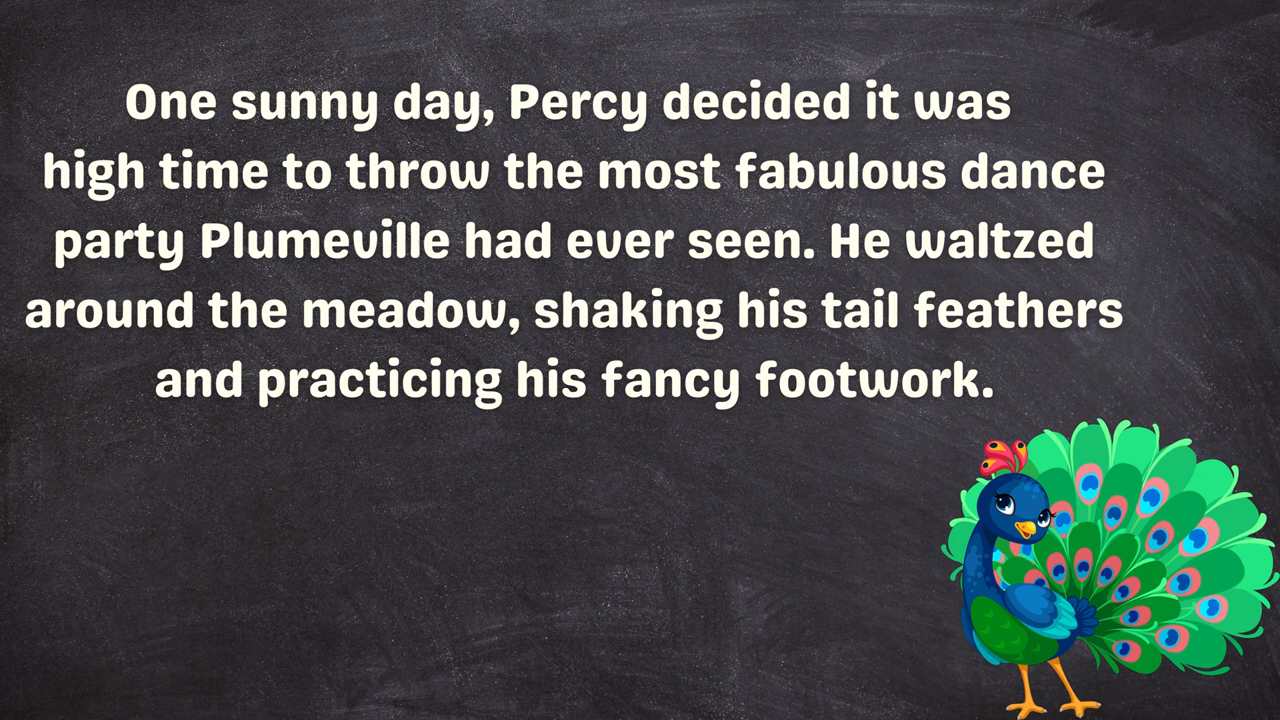 One sunny day, Percy decided it was
high time to throw the most fabulous dance
party Plumeville had ever seen. He waltzed
around the meadow, shaking his tail feathers
and practicing his fancy footwork.